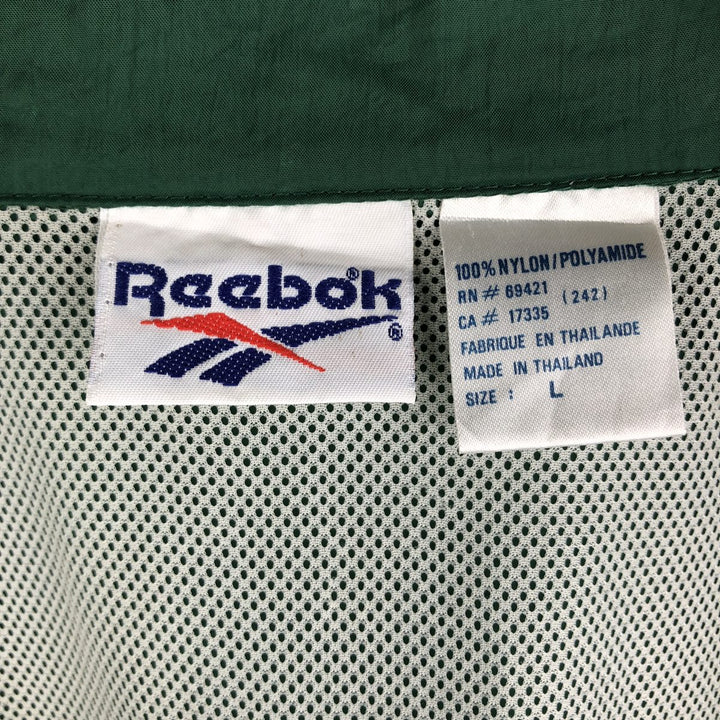 Reebok®
®
100% NYLON/POLYAMIDE
RN # 69421 (242)
CA # 17335
FABRIQUE EN THAILANDE
MADE IN THAILAND
SIZE : L